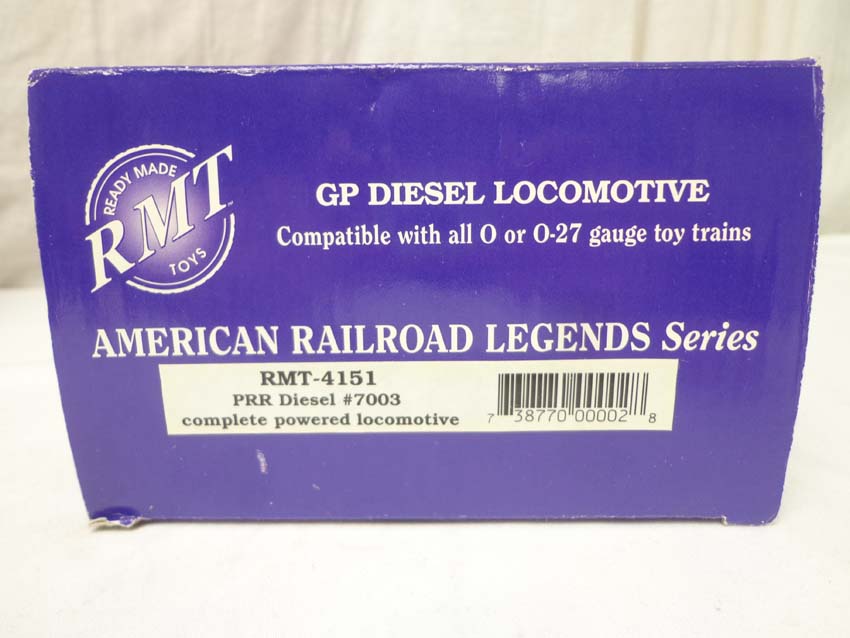 READY MADE
RMT
TOYS
GP DIESEL LOCOMOTIVE
Compatible with all O or O-27 gauge toy trains
AMERICAN RAILROAD LEGENDS Series
RMT-4151
PRR Diesel #7003
complete powered locomotive
7 38770 00002 8